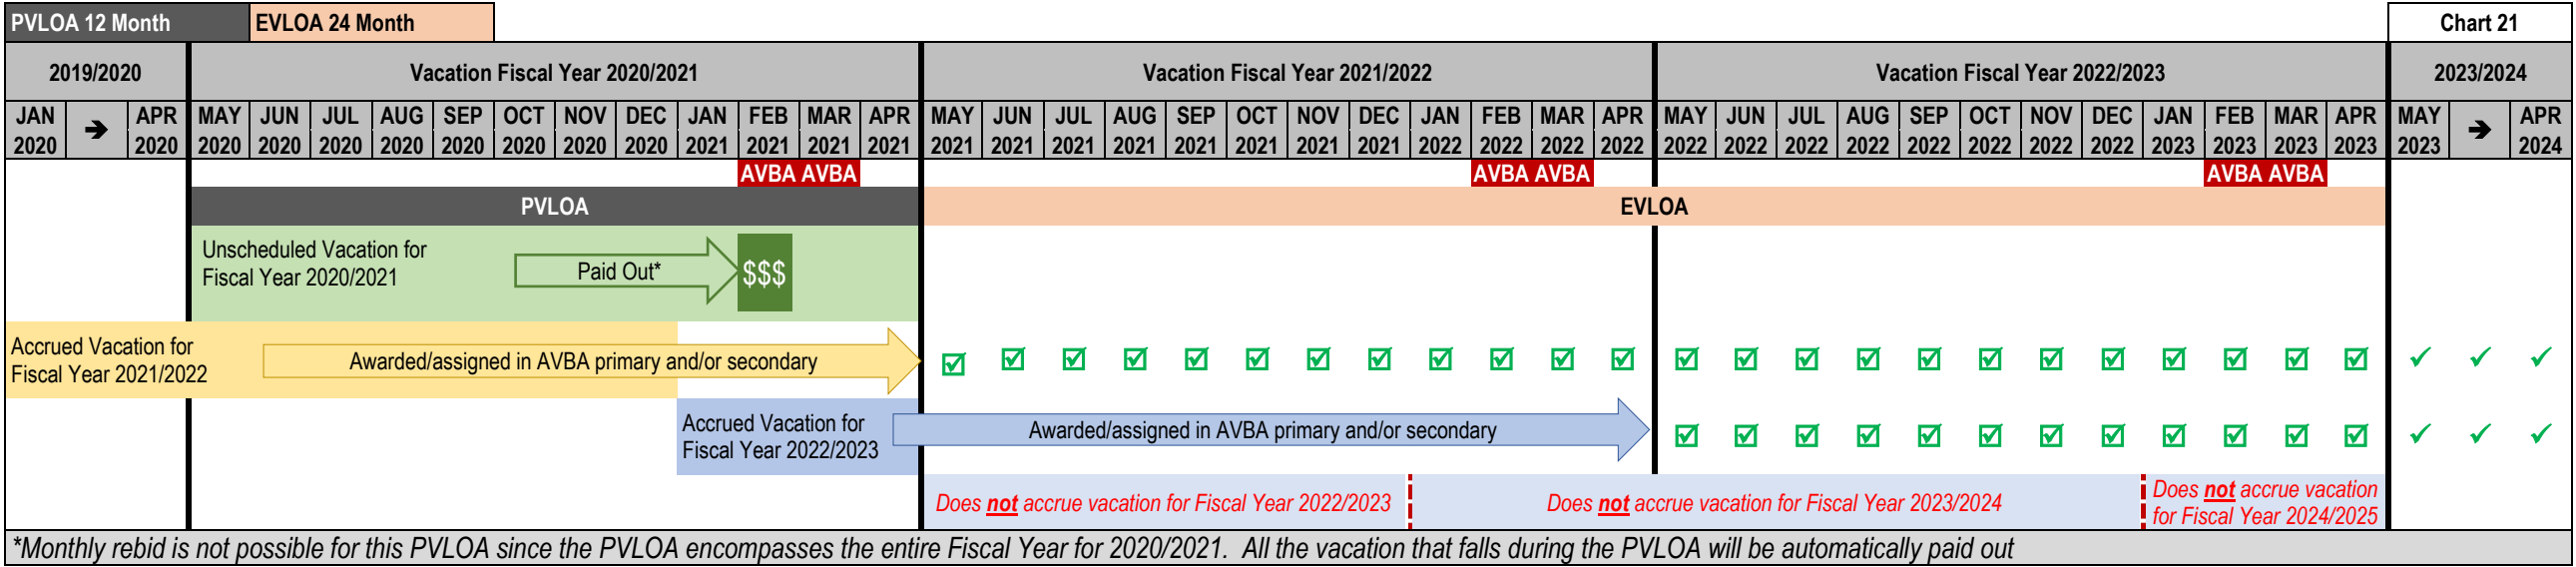 PVLOA 12 Month EVLOA 24 Month Chart 21
2019/2020 Vacation Fiscal Year 2020/2021 Vacation Fiscal Year 2021/2022 Vacation Fiscal Year 2022/2023 2023/2024
JAN ➔ APR MAY JUN JUL AUG SEP OCT NOV DEC JAN FEB MAR APR MAY JUN JUL AUG SEP OCT NOV DEC JAN FEB MAR APR MAY JUN JUL AUG SEP OCT NOV DEC JAN FEB MAR APR MAY ➔ APR
2020 2020 2020 2020 2020 2020 2020 2020 2020 2020 2021 2021 2021 2021 2021 2021 2021 2021 2021 2021 2021 2021 2022 2022 2022 2022 2022 2022 2022 2022 2022 2022 2022 2022 2023 2023 2023 2023 2023 2024
AVBA AVBA AVBA AVBA AVBA AVBA
PVLOA EVLOA
Unscheduled Vacation for
Fiscal Year 2020/2021
Paid Out* $$$
Accrued Vacation for
Fiscal Year 2021/2022
Awarded/assigned in AVBA primary and/or secondary
Accrued Vacation for
Fiscal Year 2022/2023
Awarded/assigned in AVBA primary and/or secondary
Does not accrue vacation for Fiscal Year 2022/2023
Does not accrue vacation for Fiscal Year 2023/2024
Does not accrue vacation
for Fiscal Year 2024/2025
*Monthly rebid is not possible for this PVLOA since the PVLOA encompasses the entire Fiscal Year for 2020/2021. All the vacation that falls during the PVLOA will be automatically paid out